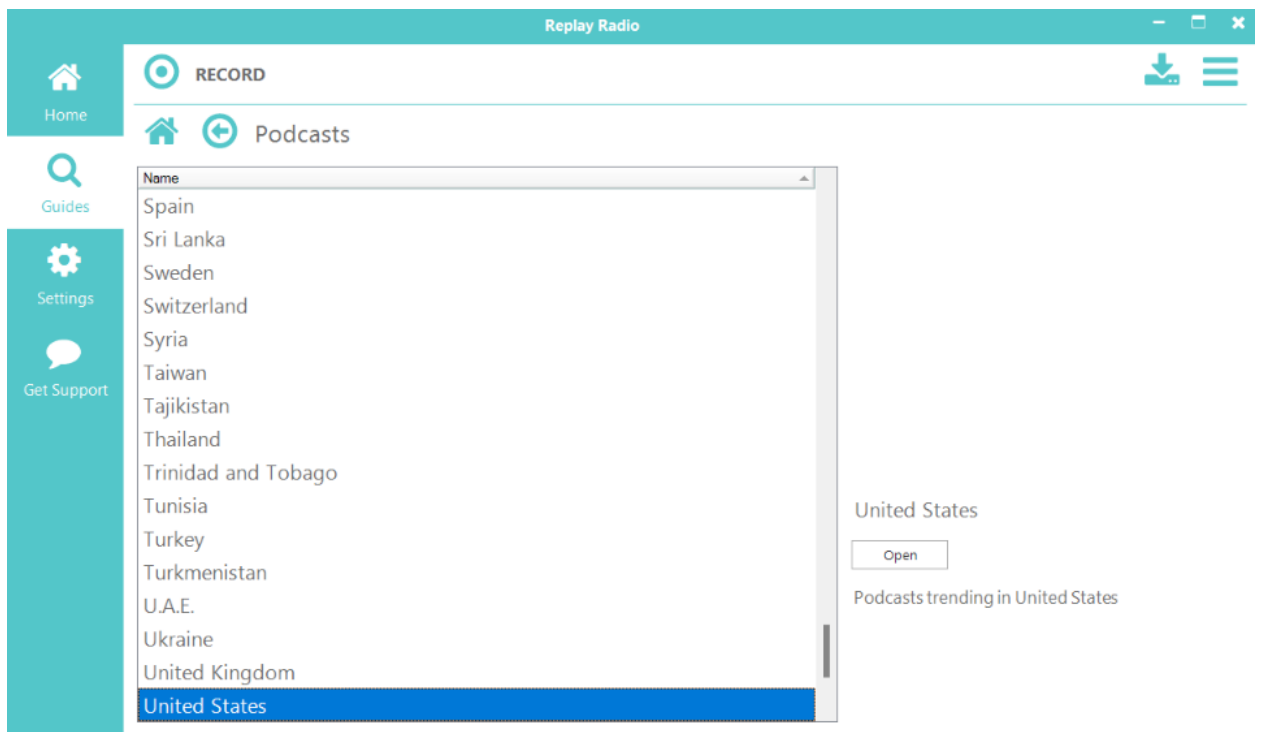 Replay Radio
Home
Guides
Settings
Get Support
RECORD
Podcasts
Name
Spain
Sri Lanka
Sweden
Switzerland
Syria
Taiwan
Tajikistan
Thailand
Trinidad and Tobago
Tunisia
Turkey
Turkmenistan
U.A.E.
Ukraine
United Kingdom
United States
United States
Open
Podcasts trending in United States